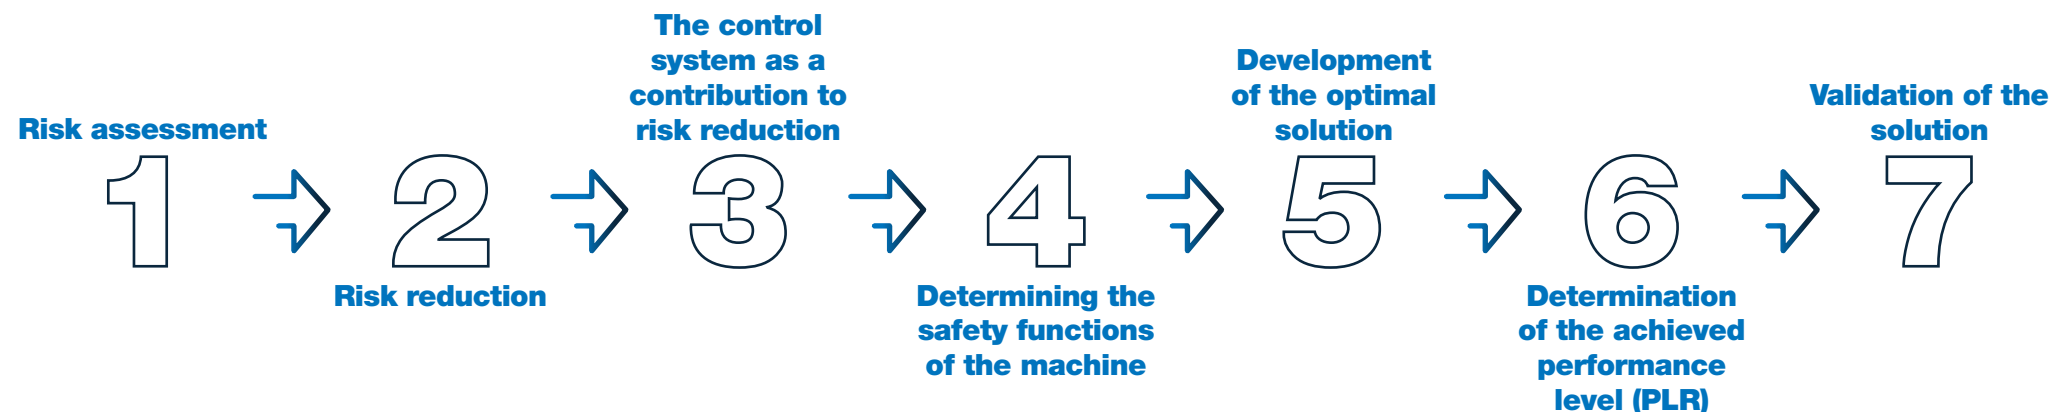 Risk assessment
1
Risk reduction
2
The control
system as a
contribution to
risk reduction
3
Determining the
safety functions
of the machine
4
Development
of the optimal
solution
5
Determination
of the achieved
performance
level (PLR)
6
Validation of the
solution
7